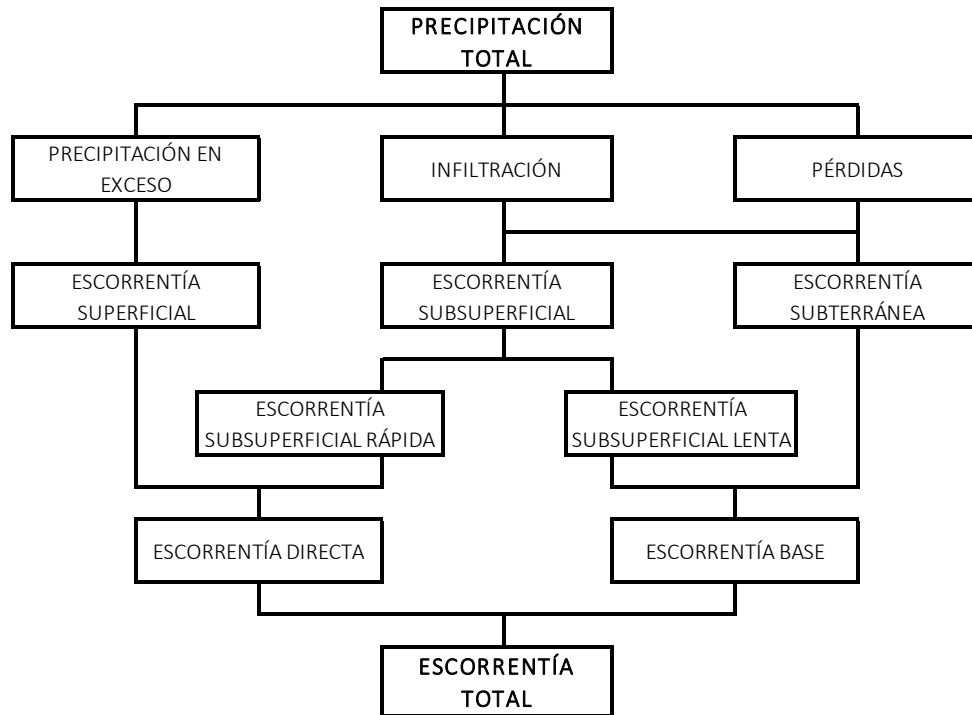 PRECIPITACIÓN
TOTAL
PRECIPITACIÓN EN
EXCESO
INFILTRACIÓN
PÉRDIDAS
ESCORRENTÍA
SUPERFICIAL
ESCORRENTÍA
SUBSUPERFICIAL
ESCORRENTÍA
SUBTERRÁNEA
ESCORRENTÍA
SUBSUPERFICIAL RÁPIDA
ESCORRENTÍA
SUBSUPERFICIAL LENTA
ESCORRENTÍA DIRECTA
ESCORRENTÍA BASE
ESCORRENTÍA
TOTAL